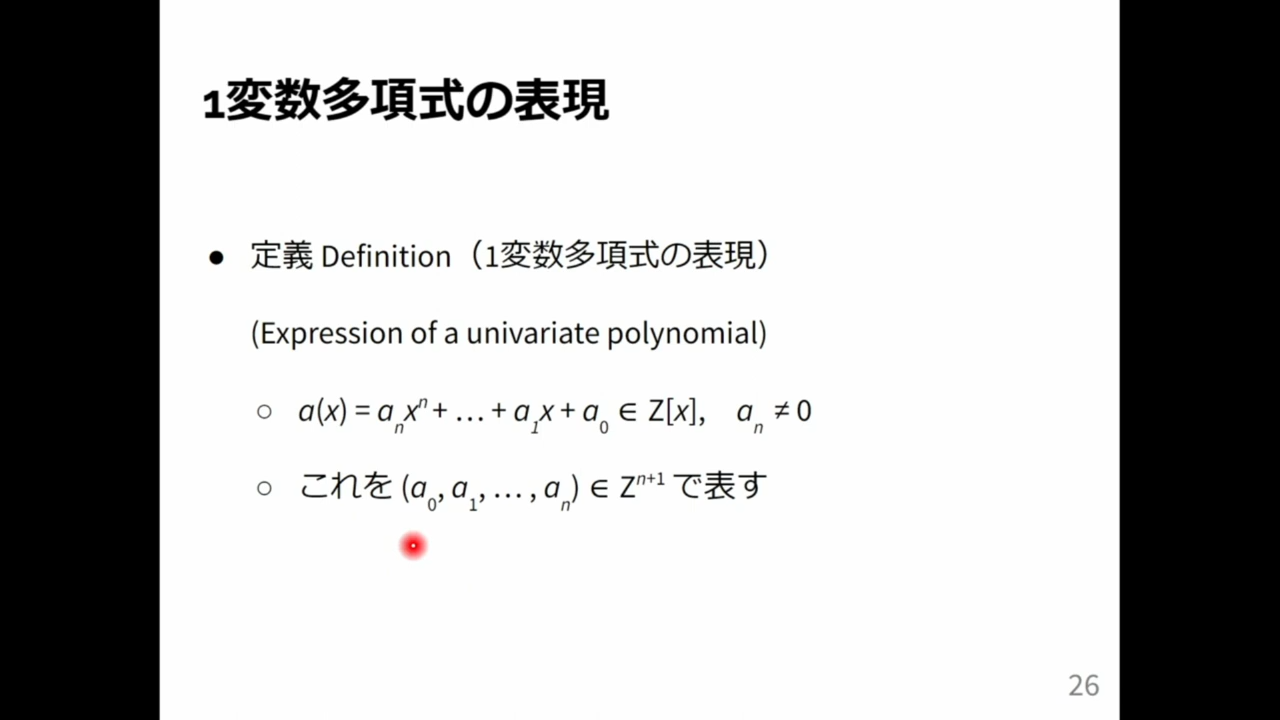 1変数多項式の表現
● 定義 Definition（1変数多項式の表現）
(Expression of a univariate polynomial)
○ a(x) = aₙxⁿ + … + a₁x + a₀ ∈ Z[x], aₙ ≠ 0
○ これを (a₀, a₁, … , aₙ) ∈ Zⁿ⁺¹ で表す
26